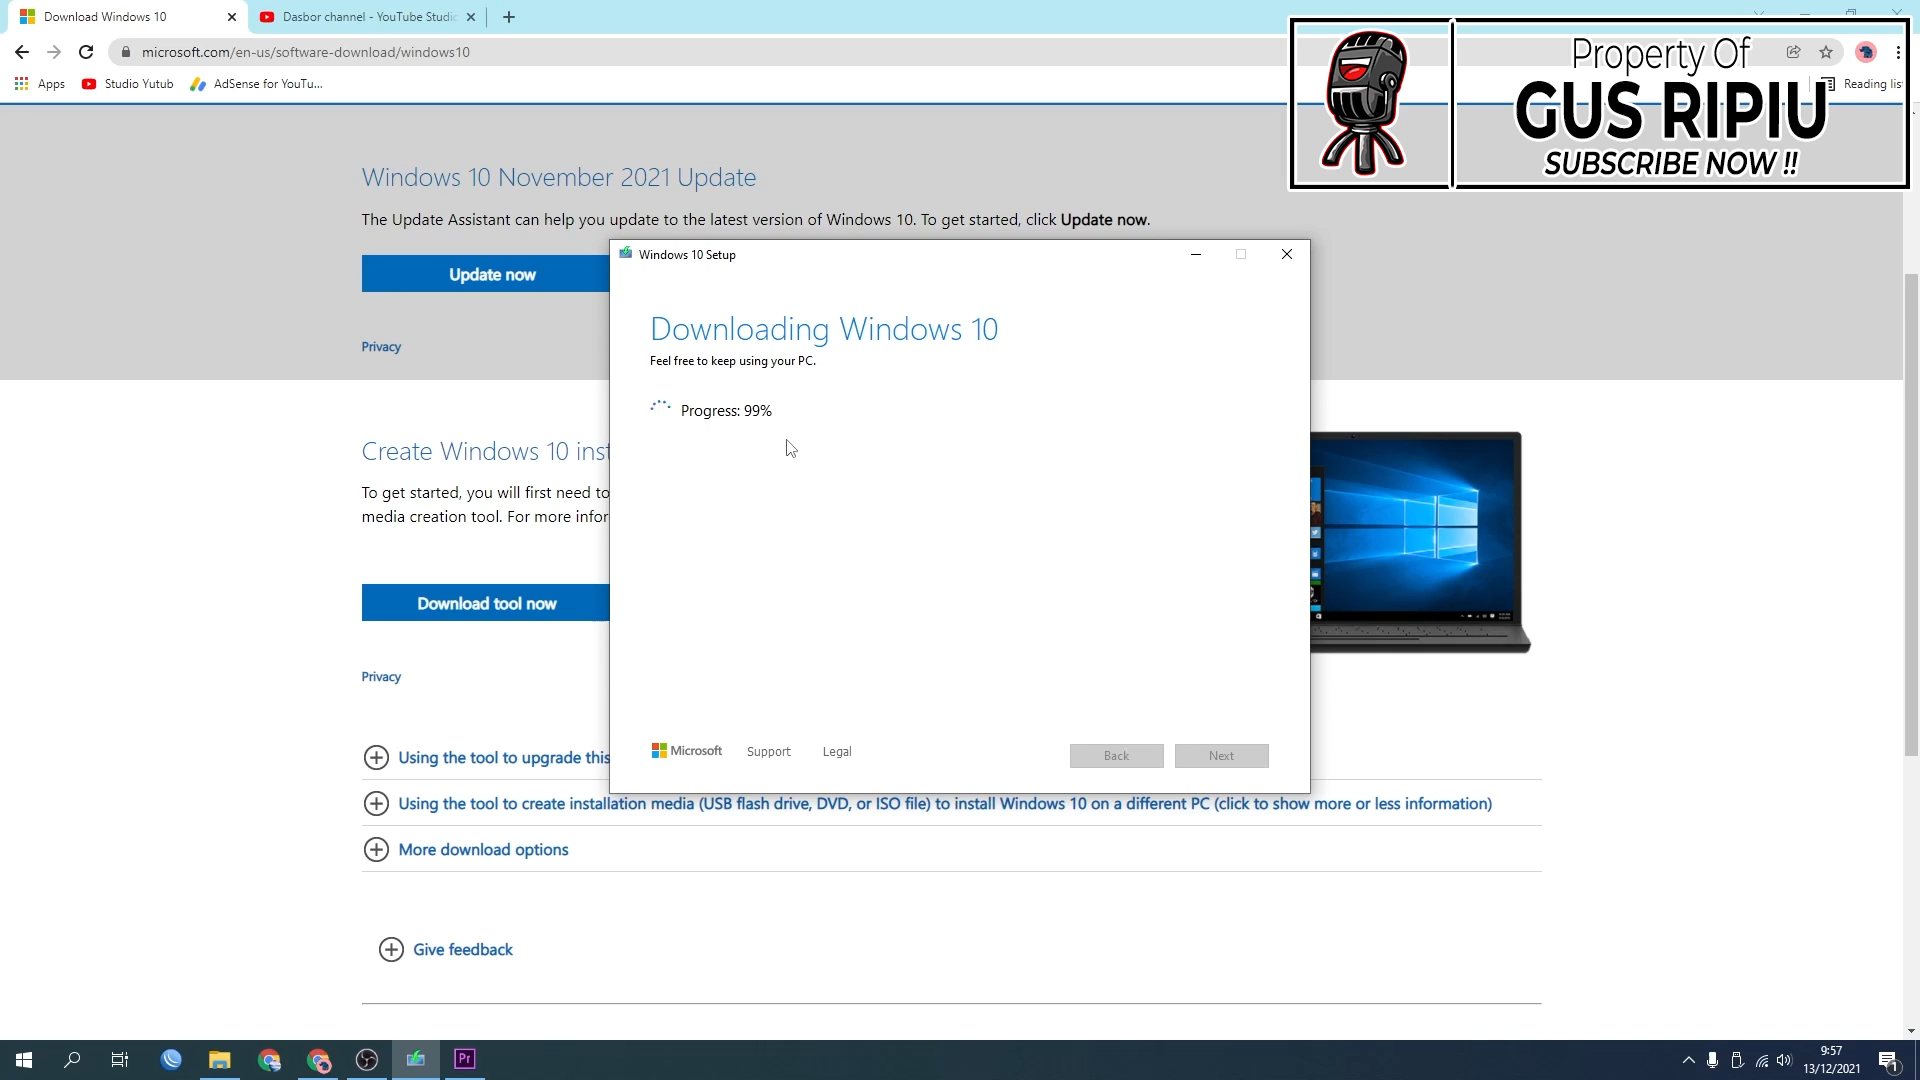 Download Windows 10
Dasbor channel - YouTube Studio
microsoft.com/en-us/software-download/windows10
Apps
Studio Yutub
AdSense for YouTu...
Reading list
Property Of
GUS RIPIU
SUBSCRIBE NOW !!
Windows 10 November 2021 Update
The Update Assistant can help you update to the latest version of Windows 10. To get started, click Update now.
Update now
Privacy
Windows 10 Setup
Downloading Windows 10
Feel free to keep using your PC.
Progress: 99%
Microsoft
Support
Legal
Back
Next
Create Windows 10 inst
To get started, you will first need to
media creation tool. For more infor
Download tool now
Privacy
Using the tool to upgrade this
Using the tool to create installation media (USB flash drive, DVD, or ISO file) to install Windows 10 on a different PC (click to show more or less information)
More download options
Give feedback
Pr
9:57
13/12/2021
1